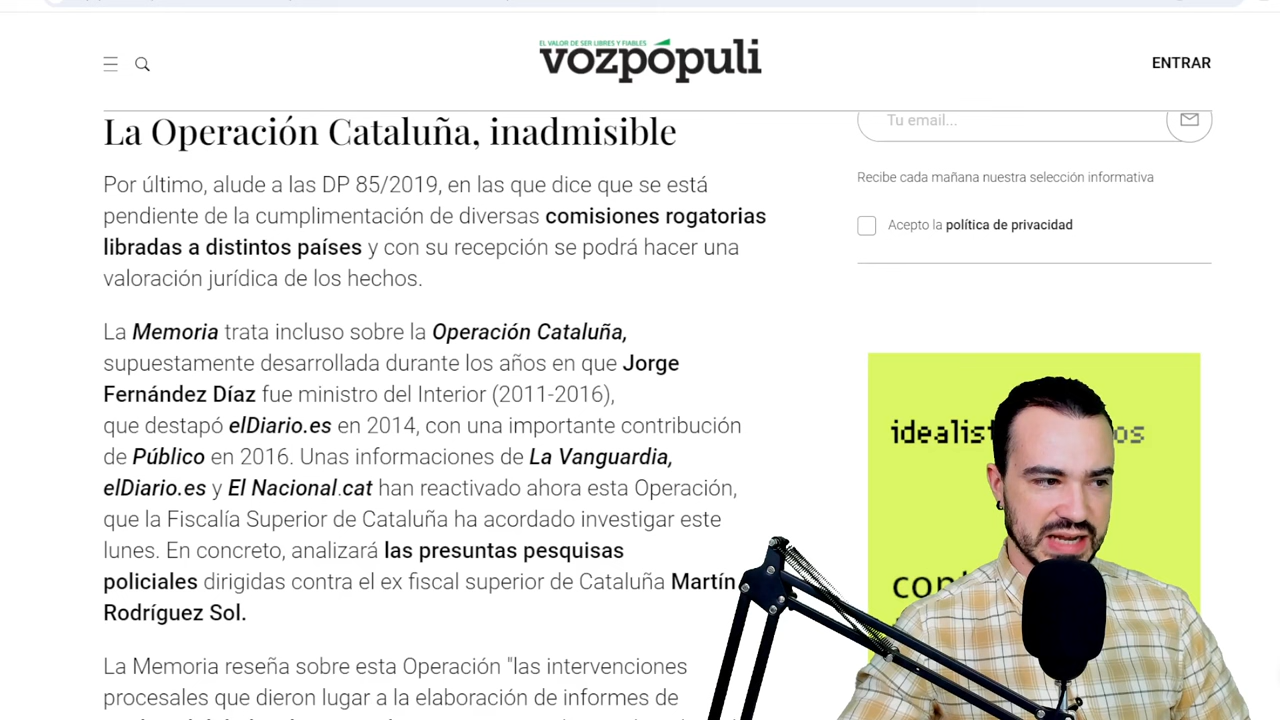 EL VALOR DE SER LIBRES Y FIABLES
vozpópuli
ENTRAR
La Operación Cataluña, inadmisible
Por último, alude a las DP 85/2019, en las que dice que se está
pendiente de la cumplimentación de diversas comisiones rogatorias
libradas a distintos países y con su recepción se podrá hacer una
valoración jurídica de los hechos.
La Memoria trata incluso sobre la Operación Cataluña,
supuestamente desarrollada durante los años en que Jorge
Fernández Díaz fue ministro del Interior (2011-2016),
que destapó elDiario.es en 2014, con una importante contribución
de Público en 2016. Unas informaciones de La Vanguardia,
elDiario.es y El Nacional.cat han reactivado ahora esta Operación,
que la Fiscalía Superior de Cataluña ha acordado investigar este
lunes. En concreto, analizará las presuntas pesquisas
policiales dirigidas contra el ex fiscal superior de Cataluña Martín
Rodríguez Sol.
La Memoria reseña sobre esta Operación "las intervenciones
procesales que dieron lugar a la elaboración de informes de
Tu email...
Recibe cada mañana nuestra selección informativa
Acepto la política de privacidad